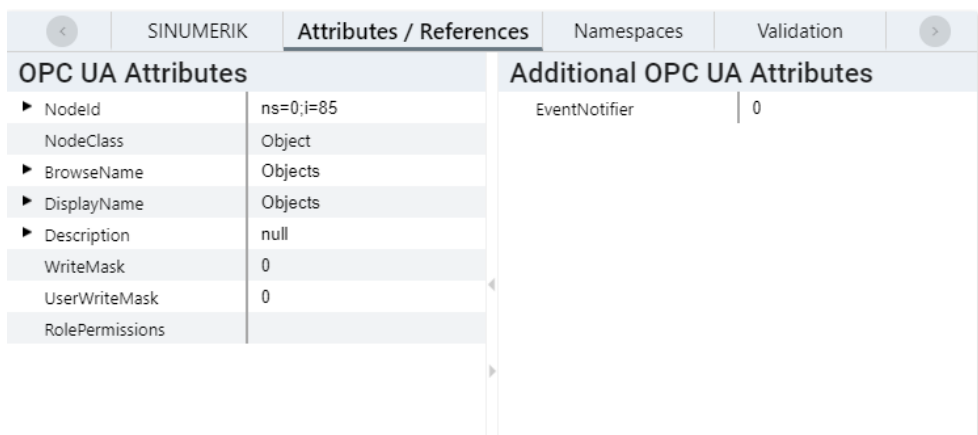 SINUMERIK Attributes / References Namespaces Validation
OPC UA Attributes
NodeId ns=0;i=85
NodeClass Object
BrowseName Objects
DisplayName Objects
Description null
WriteMask 0
UserWriteMask 0
RolePermissions
Additional OPC UA Attributes
EventNotifier 0